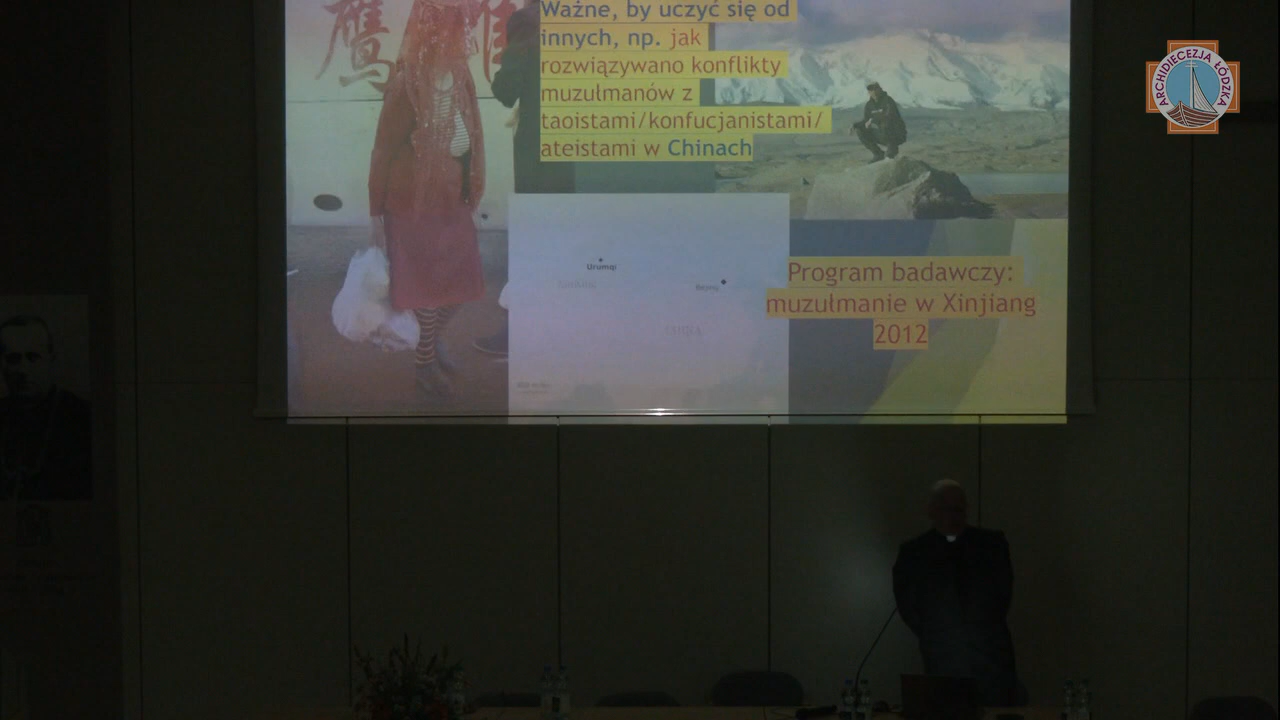 Ważne, by uczyć się od
innych, np. jak
rozwiązywano konflikty
muzułmanów z
taoistami/konfucjanistami/
ateistami w Chinach
Urumqi
Beijing
CHINA
Program badawczy:
muzułmanie w Xinjiang
2012
ARCHIDIECEZJA ŁÓDZKA